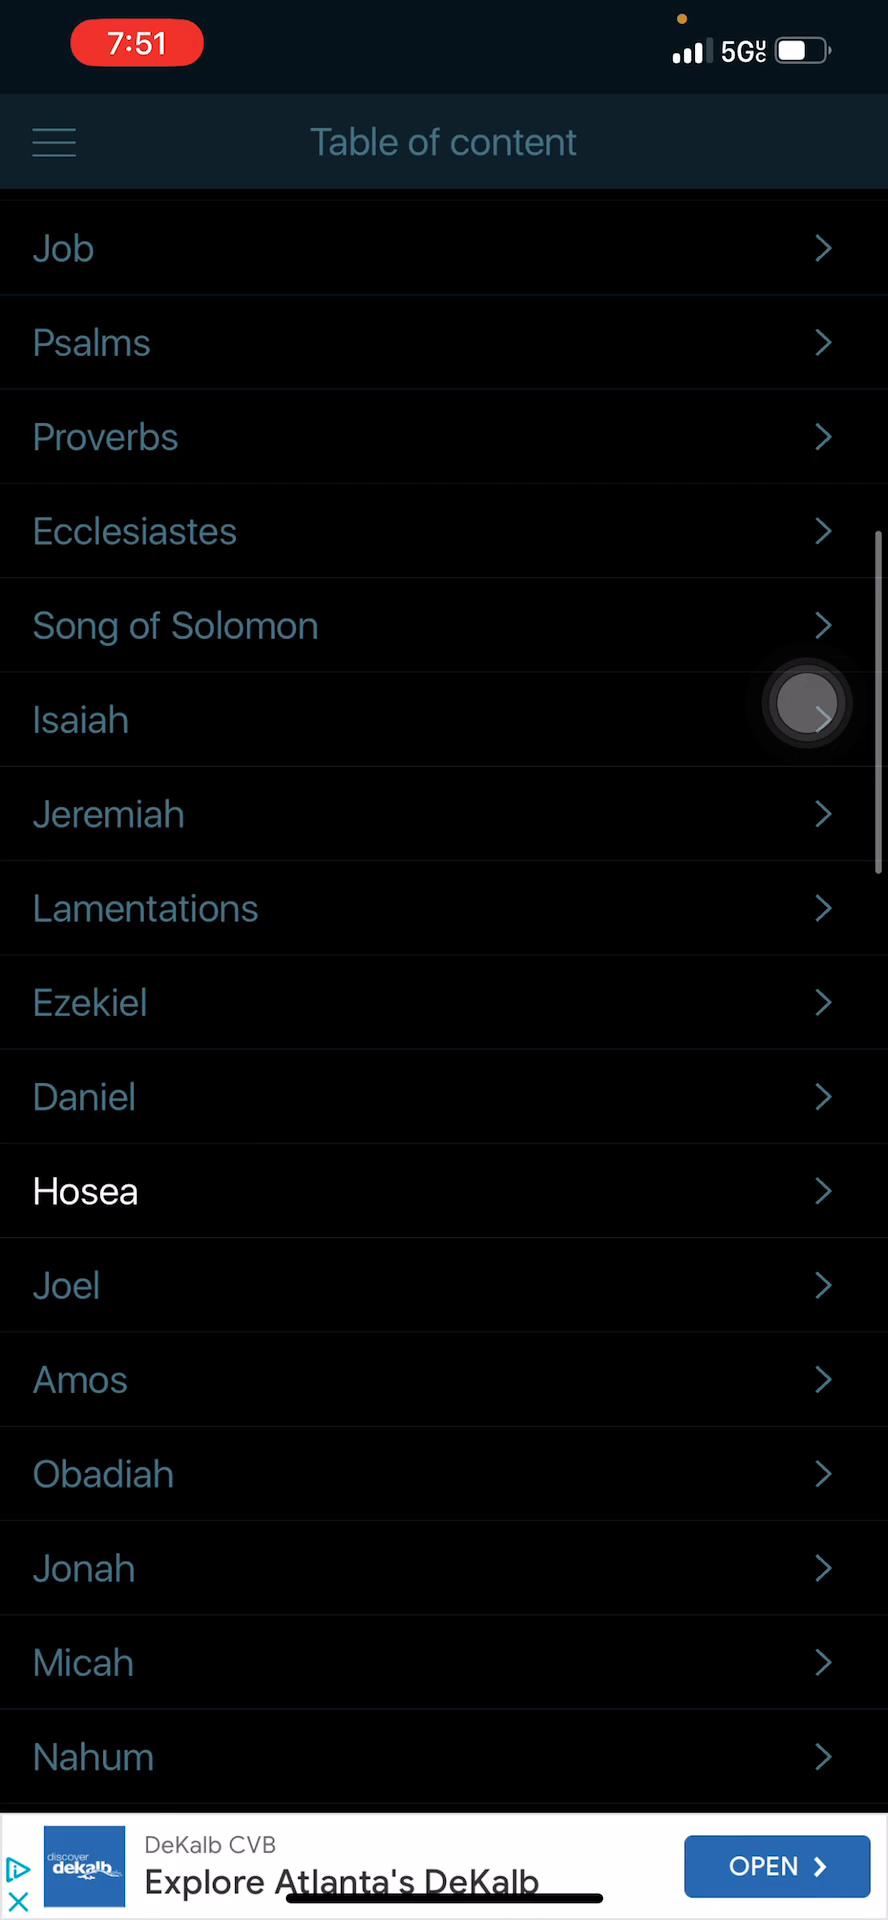 7:51
5G UC
Table of content
Job
Psalms
Proverbs
Ecclesiastes
Song of Solomon
Isaiah
Jeremiah
Lamentations
Ezekiel
Daniel
Hosea
Joel
Amos
Obadiah
Jonah
Micah
Nahum
discover
dekalb
DeKalb CVB
Explore Atlanta's DeKalb
OPEN